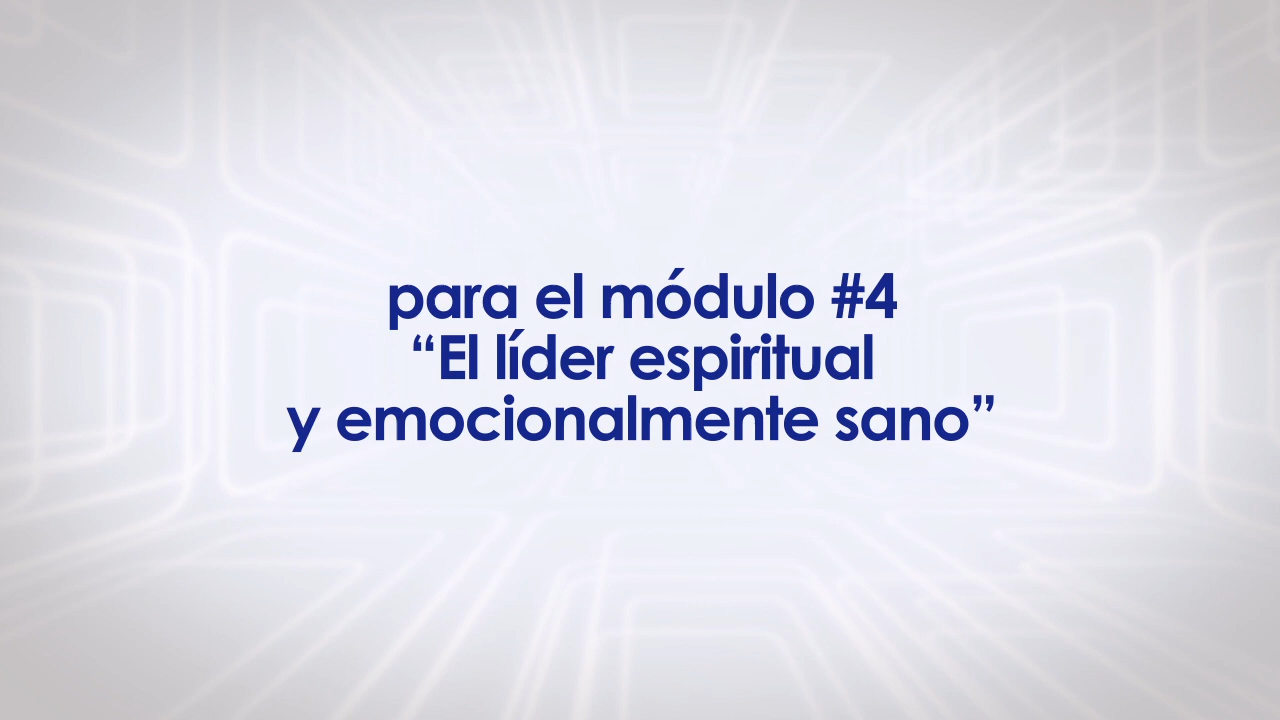 para el módulo #4
“El líder espiritual
y emocionalmente sano”